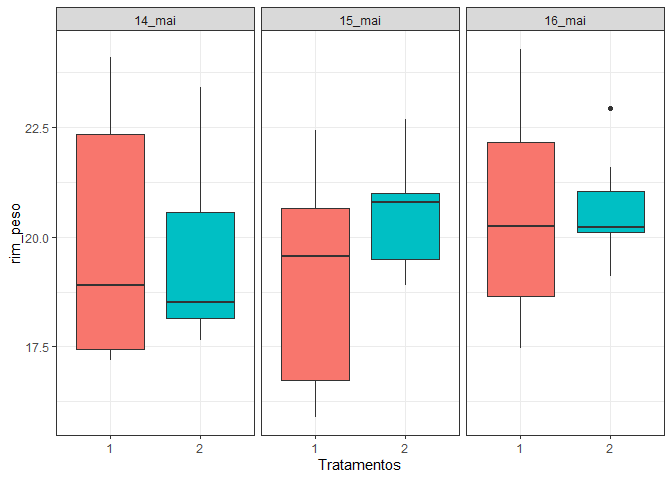 14_mai 15_mai 16_mai
rim_peso
22.5
20.0
17.5
1 2 1 2 1 2
Tratamentos